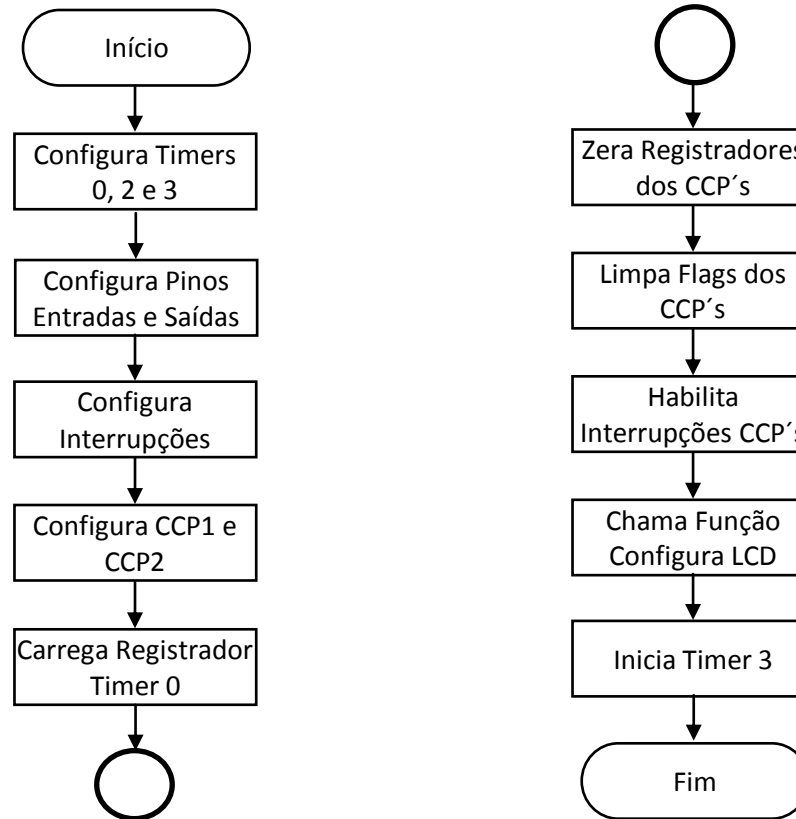 Início
Configura Timers
0, 2 e 3
Configura Pinos
Entradas e Saídas
Configura
Interrupções
Configura CCP1 e
CCP2
Carrega Registrador
Timer 0
Zera Registradores
dos CCP´s
Limpa Flags dos
CCP´s
Habilita
Interrupções CCP´s
Chama Função
Configura LCD
Inicia Timer 3
Fim